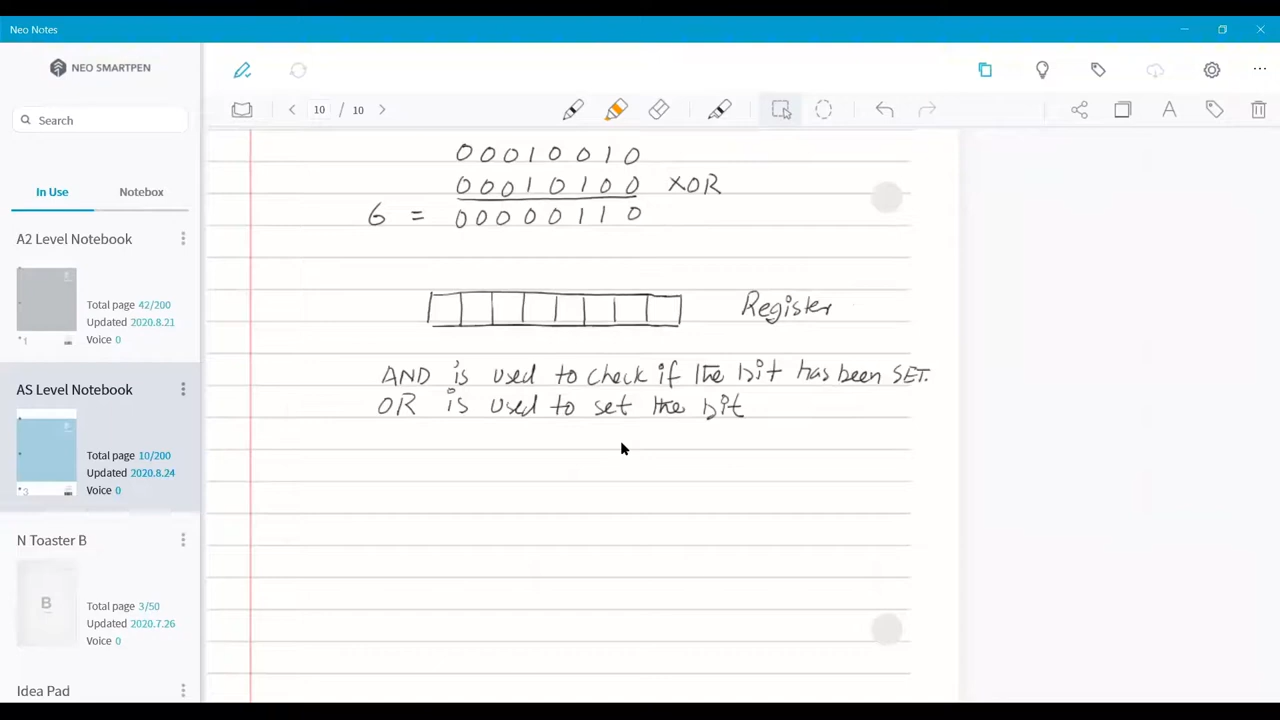 Neo Notes
NEO SMARTPEN
Search
In Use Notebox
A2 Level Notebook
Total page 42/200
Updated 2020.8.21
Voice 0
1
AS Level Notebook
Total page 10/200
Updated 2020.8.24
Voice 0
3
N Toaster B
B
Total page 3/50
Updated 2020.7.26
Voice 0
Idea Pad
10 / 10
A
00010010
00010100 XOR
6 = 00000110
Register
AND is used to check if the bit has been SET.
OR is used to set the bit